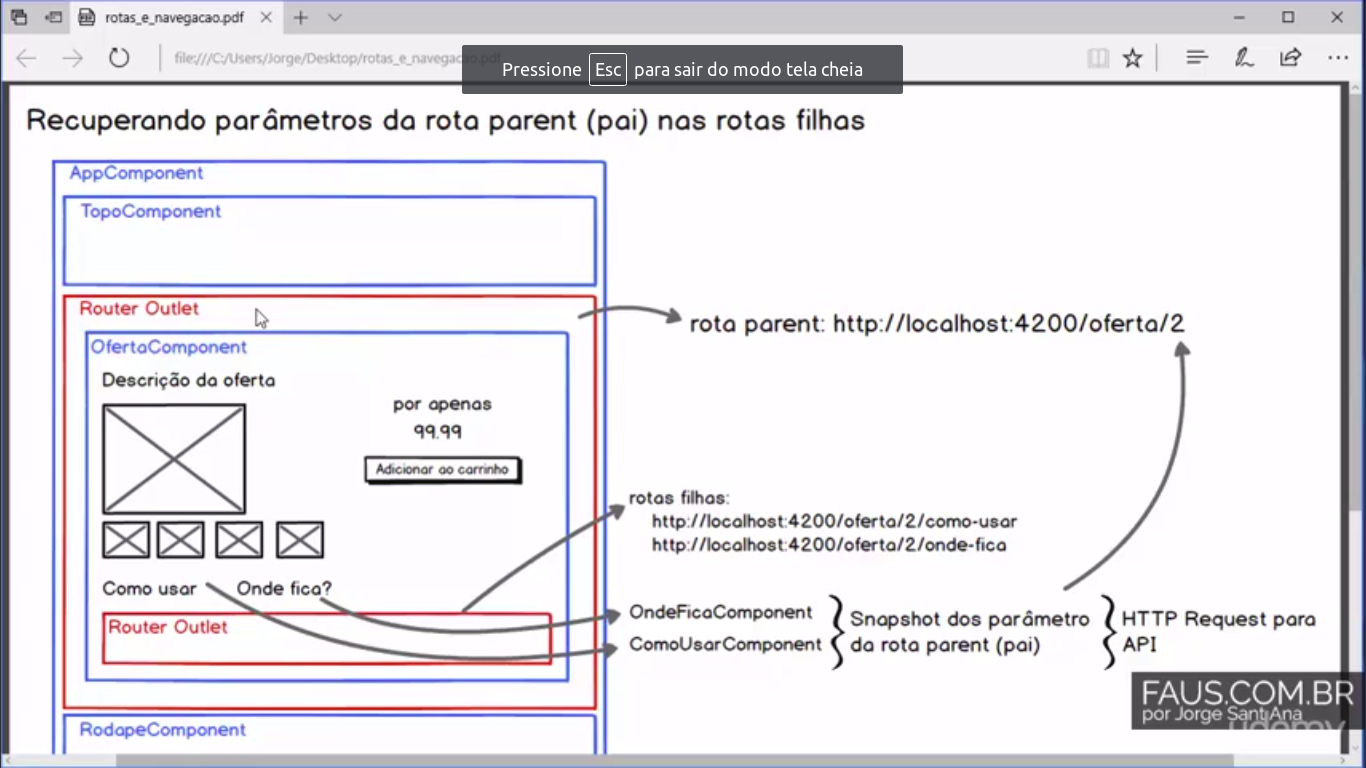 rotas_e_navegacao.pdf
file:///C:/Users/Jorge/Desktop/rotas_e_navegacao.pdf
Pressione Esc para sair do modo tela cheia
Recuperando parâmetros da rota parent (pai) nas rotas filhas
AppComponent
TopoComponent
Router Outlet
rota parent: http://localhost:4200/oferta/2
OfertaComponent
Descrição da oferta
por apenas
99.99
Adicionar ao carrinho
rotas filhas:
http://localhost:4200/oferta/2/como-usar
http://localhost:4200/oferta/2/onde-fica
Como usar Onde fica?
Router Outlet
OndeFicaComponent
ComoUsarComponent
Snapshot dos parâmetro
da rota parent (pai)
HTTP Request para
API
RodapeComponent
FAUS.COM.BR
por Jorge Sant Ana
udemy